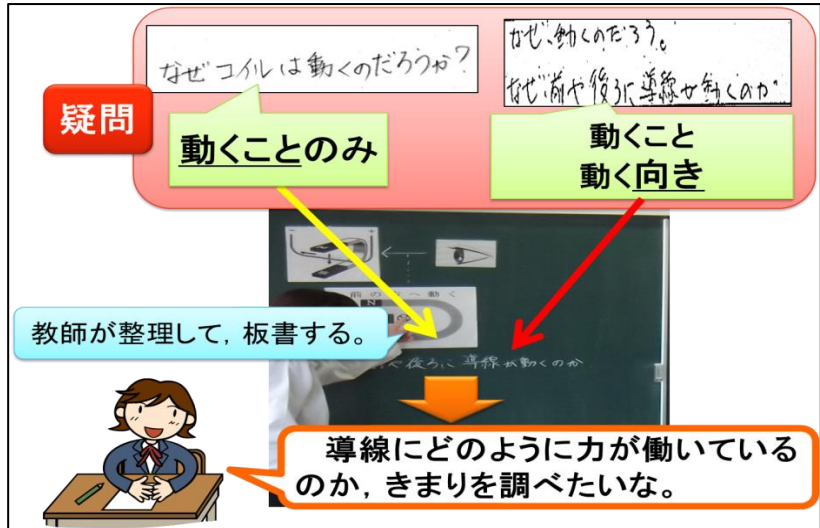 なぜコイルは動くのだろうか?
なぜ、動くのだろう。
なぜ前や後ろに導線が動くのか
疑問
動くことのみ
動くこと
動く向き
前の方へ動く
N
教師が整理して,板書する。
や後ろに導線が動くのか
導線にどのように力が働いている
のか,きまりを調べたいな。